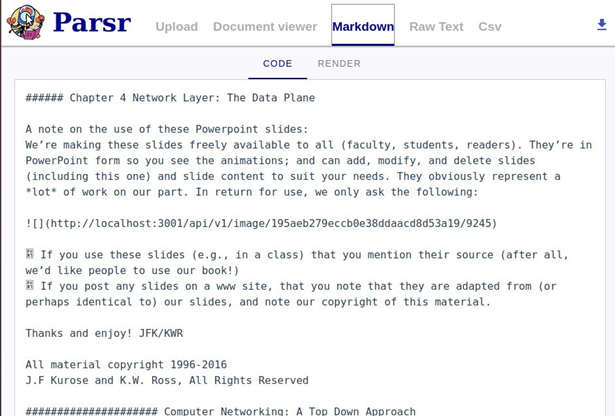 Parsr Upload Document viewer Markdown Raw Text Csv
CODE RENDER
###### Chapter 4 Network Layer: The Data Plane
A note on the use of these Powerpoint slides:
We’re making these slides freely available to all (faculty, students, readers). They’re in
PowerPoint form so you see the animations; and can add, modify, and delete slides
(including this one) and slide content to suit your needs. They obviously represent a
*lot* of work on our part. In return for use, we only ask the following:
![](http://localhost:3001/api/v1/image/195aeb279eccb0e38ddaacd8d53a19/9245)
If you use these slides (e.g., in a class) that you mention their source (after all,
we’d like people to use our book!)
If you post any slides on a www site, that you note that they are adapted from (or
perhaps identical to) our slides, and note our copyright of this material.
Thanks and enjoy! JFK/KWR
All material copyright 1996-2016
J.F Kurose and K.W. Ross, All Rights Reserved
#################### Computer Networking: A Top Down Approach